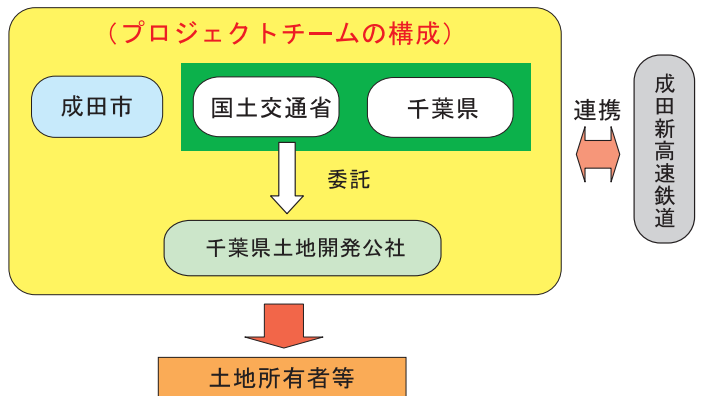 （プロジェクトチームの構成）
成田市
国土交通省
千葉県
連携
成田新高速鉄道
委託
千葉県土地開発公社
土地所有者等